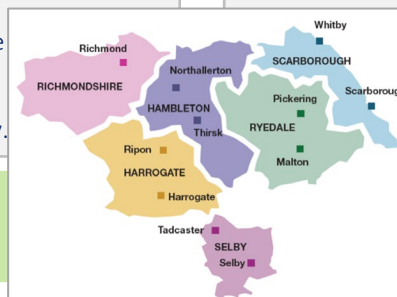 Whitby
Richmond
SCARBOROUGH
Northallerton
RICHMONDSHIRE
Scarboroug
Pickering
HAMBLETON
RYEDALE
Thirsk
Ripon
Malton
HARROGATE
Harrogate
Tadcaster
SELBY
Selby